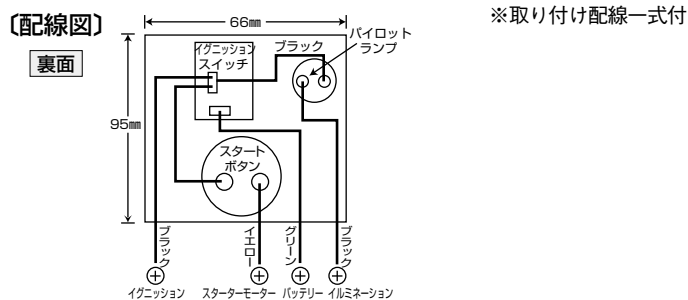 〔配線図〕
裏面
※取り付け配線一式付
66㎜
95㎜
イグニッション
スイッチ
ブラック
パイロット
ランプ
スタート
ボタン
ブラック
イエロー
グリーン
ブラック
イグニッション
スターターモーター
バッテリー
イルミネーション